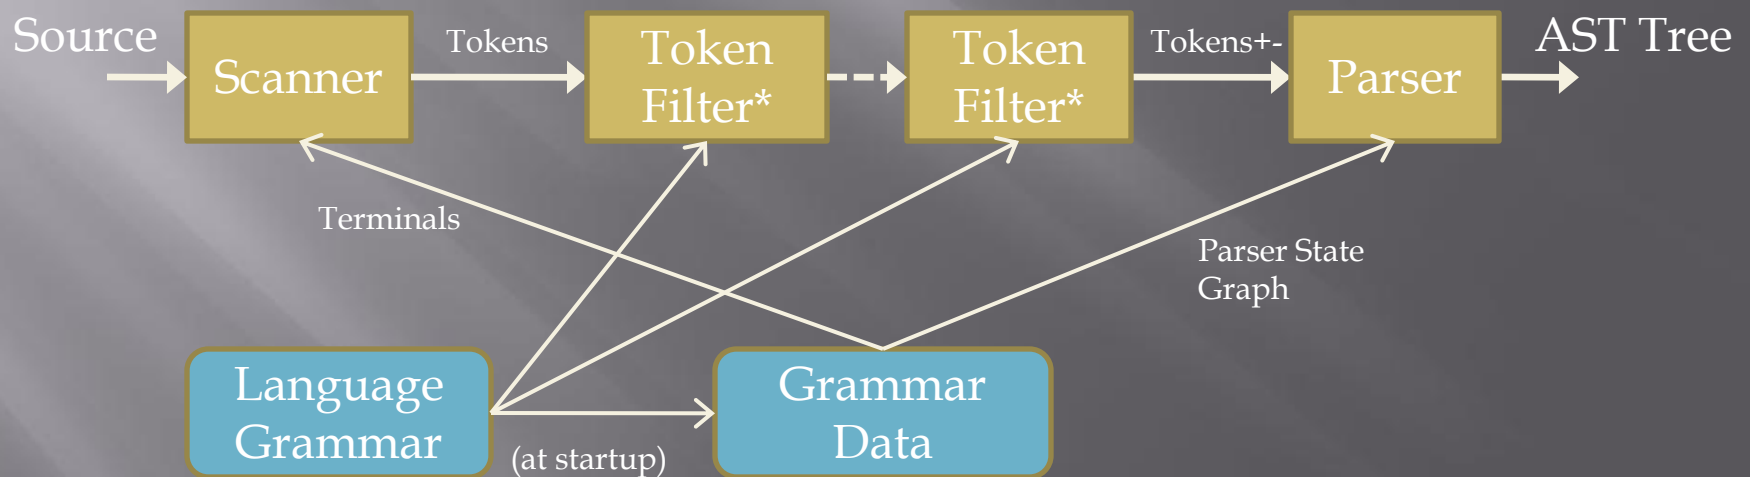 Source
Scanner
Tokens
Token
Filter*
Token
Filter*
Tokens+-
Parser
AST Tree
Terminals
Parser State
Graph
Language
Grammar
(at startup)
Grammar
Data